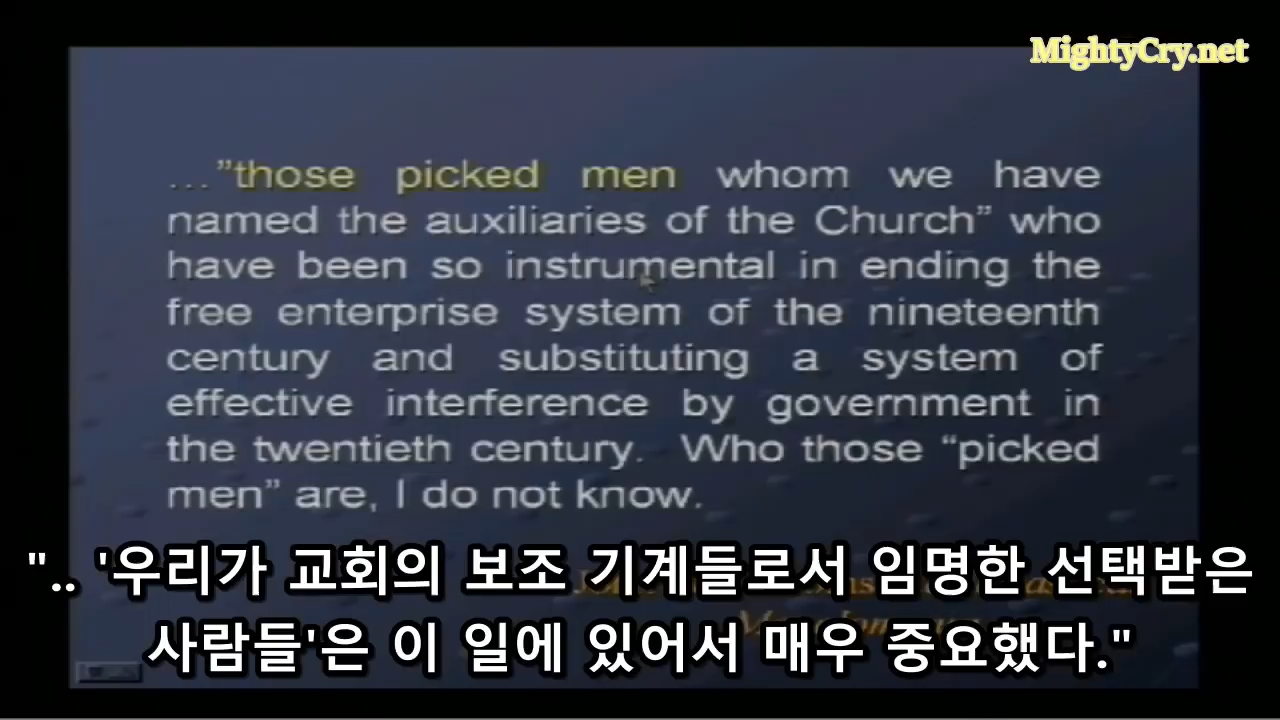 MightyCry.net
…”those picked men whom we have
named the auxiliaries of the Church” who
have been so instrumental in ending the
free enterprise system of the nineteenth
century and substituting a system of
effective interference by government in
the twentieth century. Who those “picked
men” are, I do not know.
".. '우리가 교회의 보조 기계들로서 임명한 선택받은
사람들'은 이 일에 있어서 매우 중요했다."